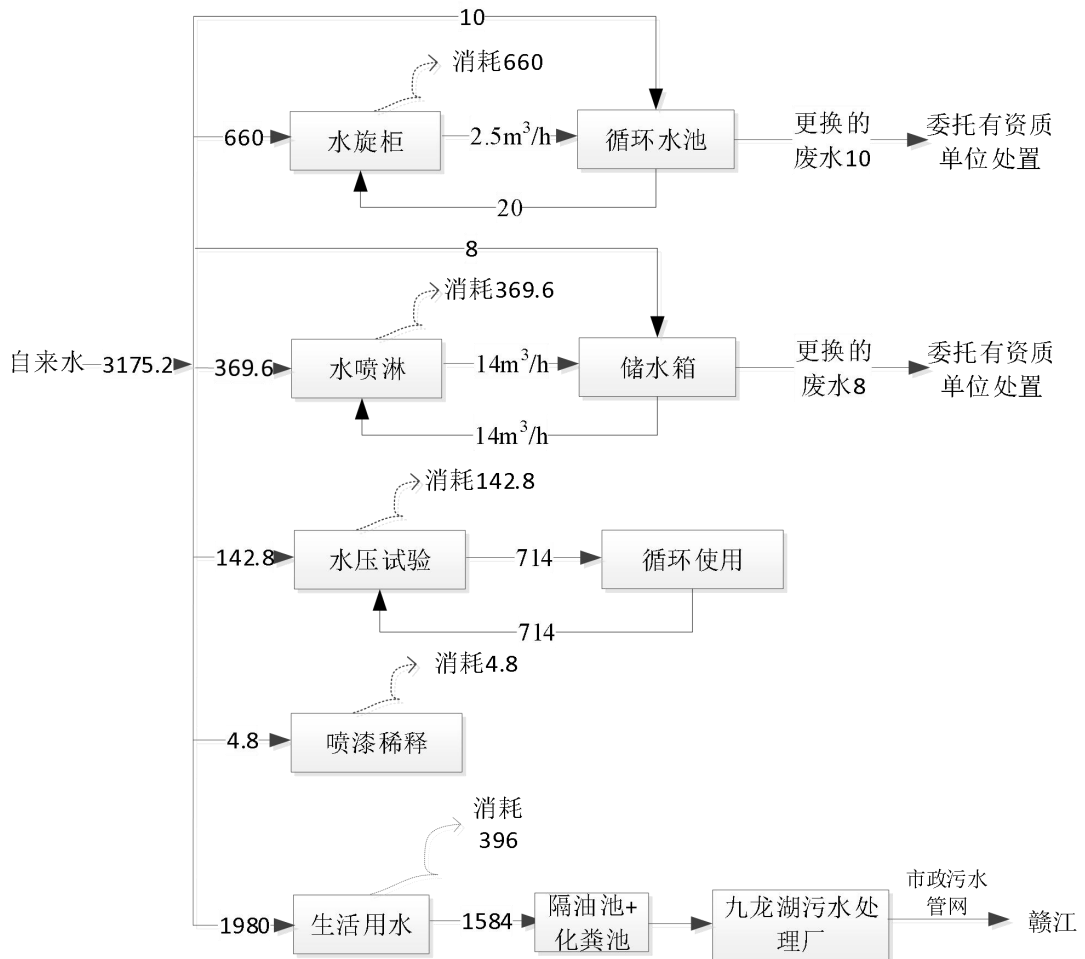 10
消耗660
660
水旋柜
2.5m³/h
循环水池
更换的
废水10
委托有资质
单位处置
20
8
消耗369.6
自来水
3175.2
369.6
水喷淋
14m³/h
储水箱
更换的
废水8
委托有资质
单位处置
14m³/h
消耗142.8
142.8
水压试验
714
循环使用
714
消耗4.8
4.8
喷漆稀释
消耗
396
1980
生活用水
1584
隔油池+
化粪池
九龙湖污水处
理厂
市政污水
管网
赣江